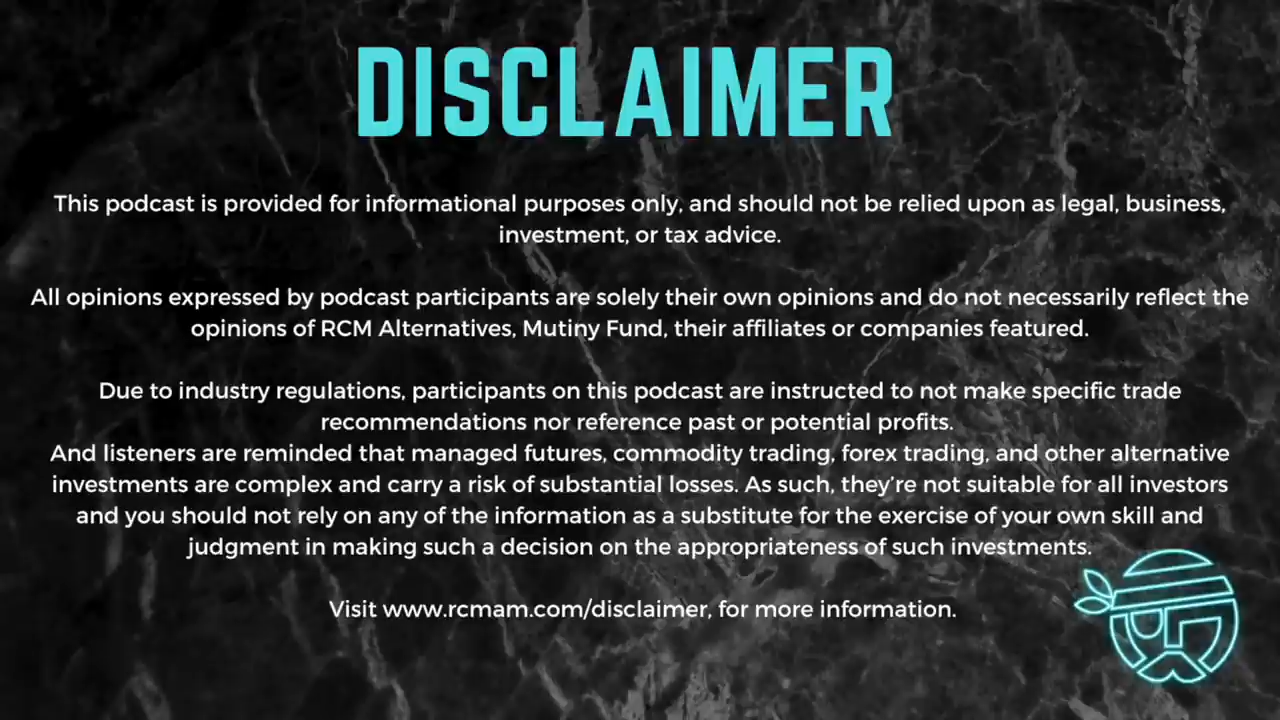 DISCLAIMER
This podcast is provided for informational purposes only, and should not be relied upon as legal, business,
investment, or tax advice.
All opinions expressed by podcast participants are solely their own opinions and do not necessarily reflect the
opinions of RCM Alternatives, Mutiny Fund, their affiliates or companies featured.
Due to industry regulations, participants on this podcast are instructed to not make specific trade
recommendations nor reference past or potential profits.
And listeners are reminded that managed futures, commodity trading, forex trading, and other alternative
investments are complex and carry a risk of substantial losses. As such, they're not suitable for all investors
and you should not rely on any of the information as a substitute for the exercise of your own skill and
judgment in making such a decision on the appropriateness of such investments.
Visit www.rcmam.com/disclaimer, for more information.